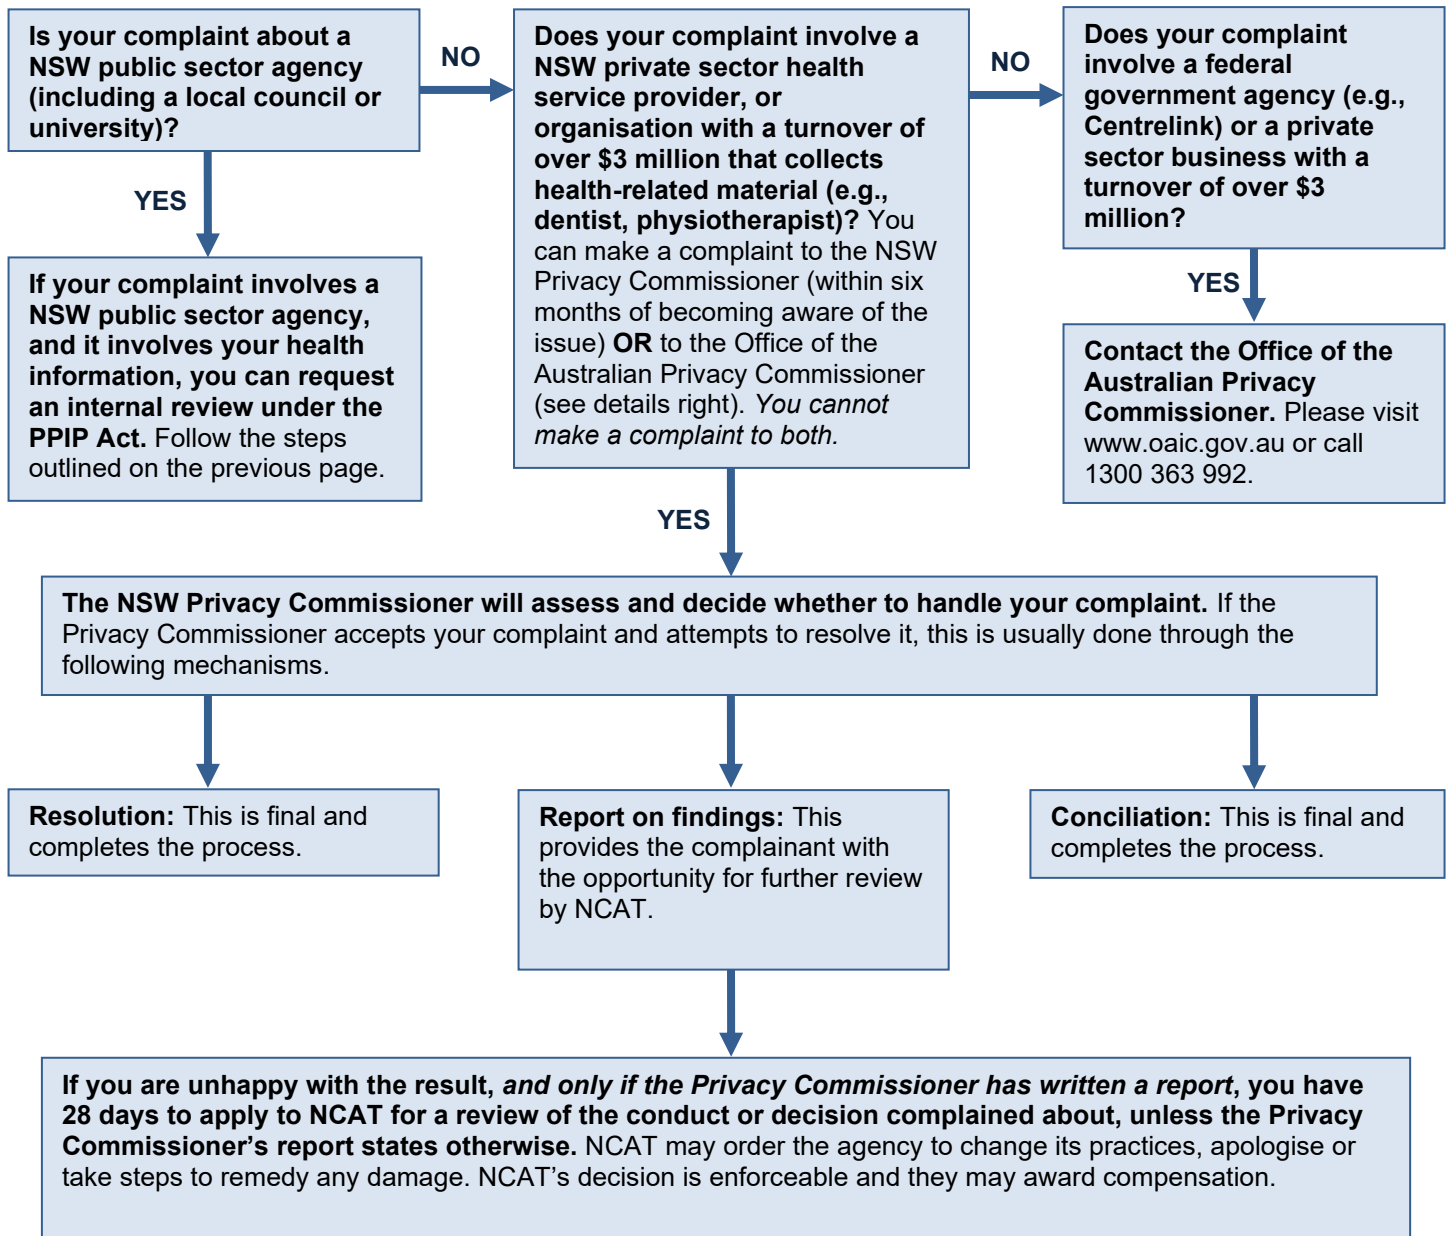 Is your complaint about a
NSW public sector agency
(including a local council or
university)?
NO
Does your complaint involve a
NSW private sector health
service provider, or
organisation with a turnover of
over $3 million that collects
health-related material (e.g.,
dentist, physiotherapist)? You
can make a complaint to the NSW
Privacy Commissioner (within six
months of becoming aware of the
issue) OR to the Office of the
Australian Privacy Commissioner
(see details right). You cannot
make a complaint to both.
NO
Does your complaint
involve a federal
government agency (e.g.,
Centrelink) or a private
sector business with a
turnover of over $3
million?
YES
If your complaint involves a
NSW public sector agency,
and it involves your health
information, you can request
an internal review under the
PPIP Act. Follow the steps
outlined on the previous page.
YES
Contact the Office of the
Australian Privacy
Commissioner. Please visit
www.oaic.gov.au or call
1300 363 992.
YES
The NSW Privacy Commissioner will assess and decide whether to handle your complaint. If the
Privacy Commissioner accepts your complaint and attempts to resolve it, this is usually done through the
following mechanisms.
Resolution: This is final and
completes the process.
Report on findings: This
provides the complainant with
the opportunity for further review
by NCAT.
Conciliation: This is final and
completes the process.
If you are unhappy with the result, and only if the Privacy Commissioner has written a report, you have
28 days to apply to NCAT for a review of the conduct or decision complained about, unless the Privacy
Commissioner's report states otherwise. NCAT may order the agency to change its practices, apologise or
take steps to remedy any damage. NCAT's decision is enforceable and they may award compensation.